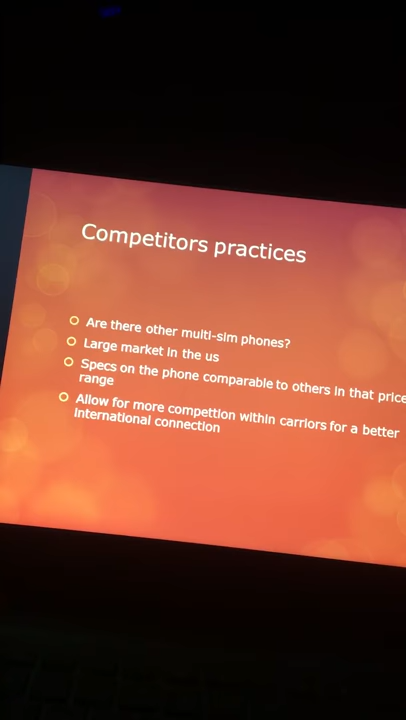 Competitors practices
Are there other multi-sim phones?
Large market in the us
Specs on the phone comparable to others in that price
range
Allow for more competiion within carriors for a better
international connection